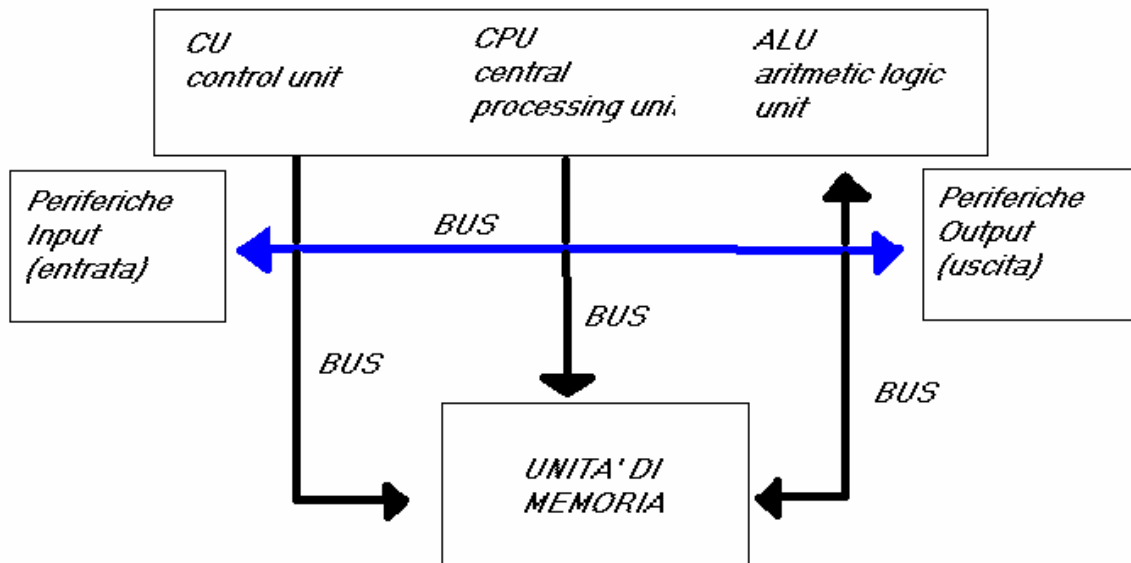 CU
control unit
CPU
central
processing uni
ALU
aritmetic logic
unit
Periferiche
Input
(entrata)
BUS
Periferiche
Output
(uscita)
BUS
BUS
BUS
UNITA' DI
MEMORIA